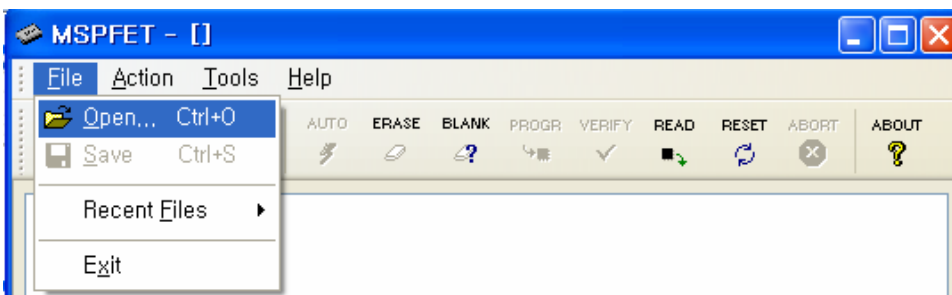 MSPFET - []
File Action Tools Help
Open... Ctrl+O
Save Ctrl+S
Recent Files
Exit
AUTO ERASE BLANK PROGR VERIFY READ RESET ABORT ABOUT